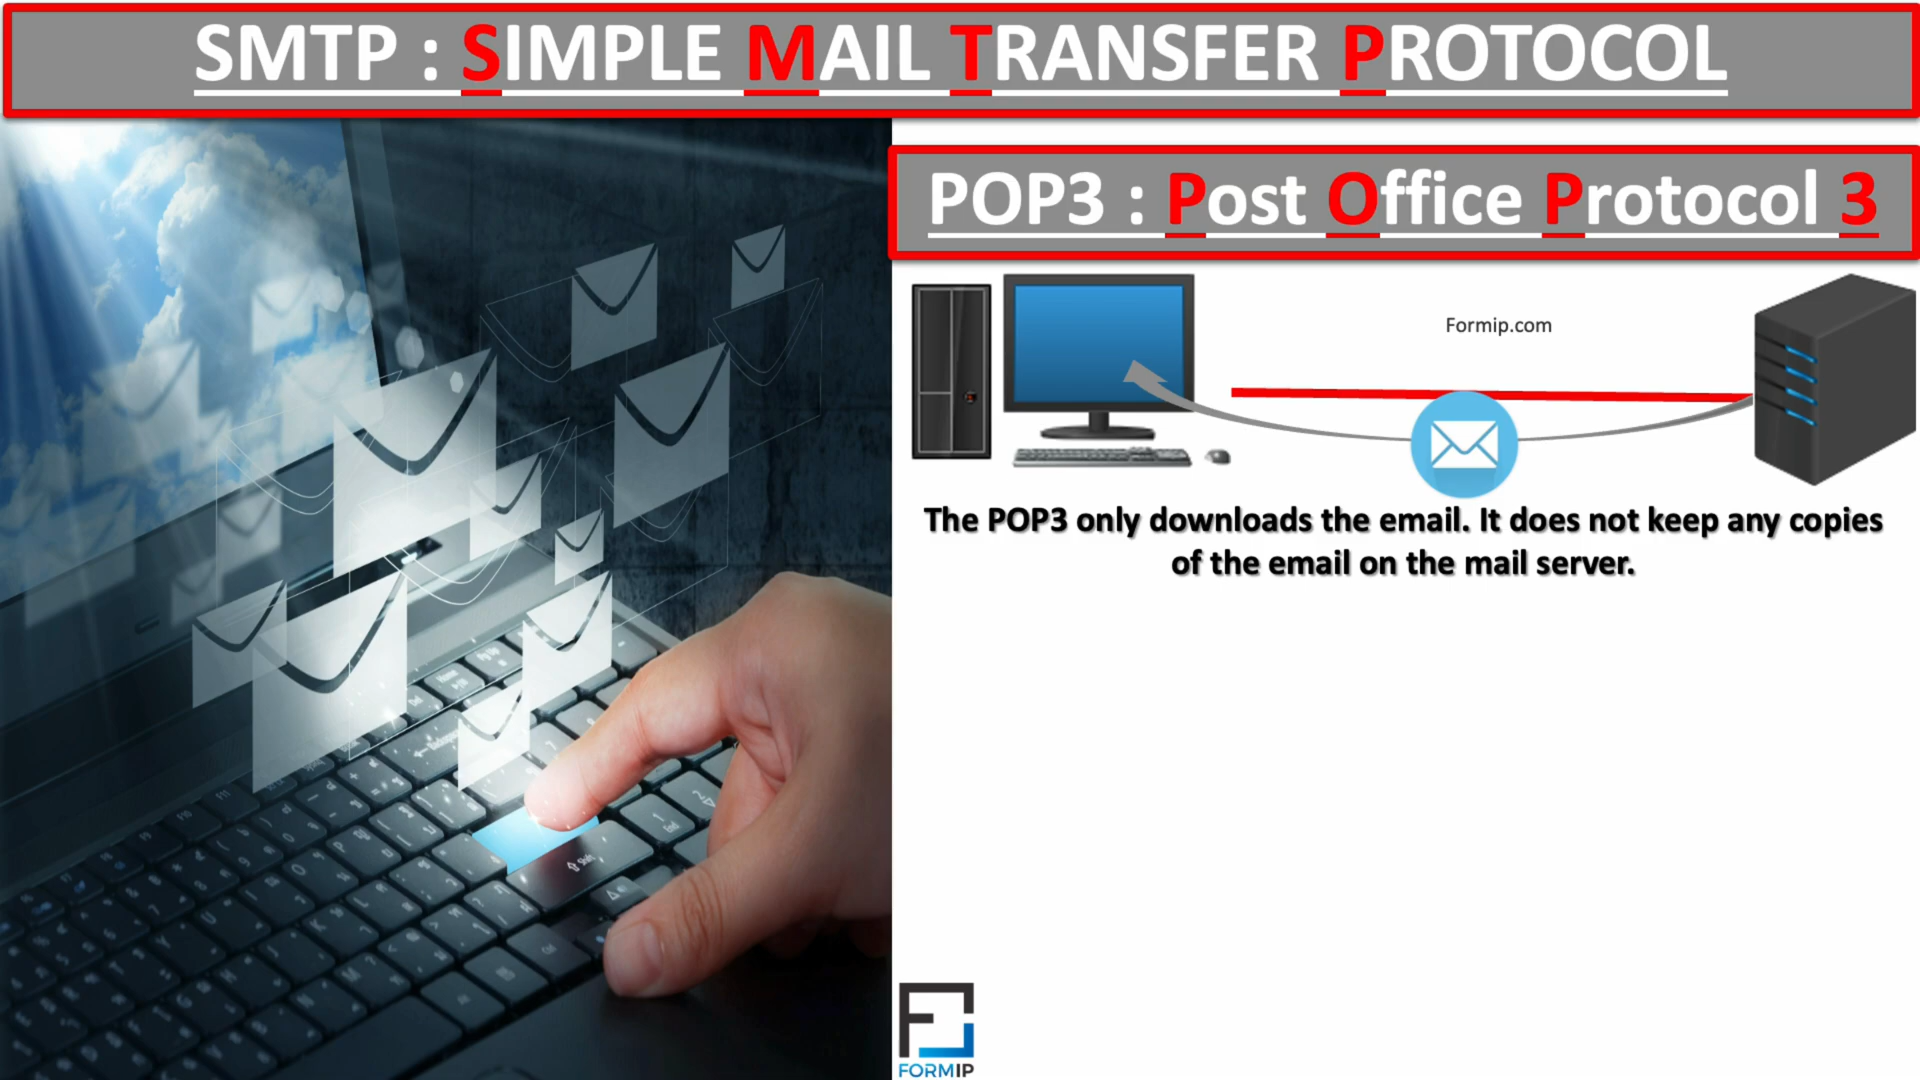 SMTP : SIMPLE MAIL TRANSFER PROTOCOL
POP3 : Post Office Protocol 3
Formip.com
The POP3 only downloads the email. It does not keep any copies
of the email on the mail server.
Shift
FORMIP